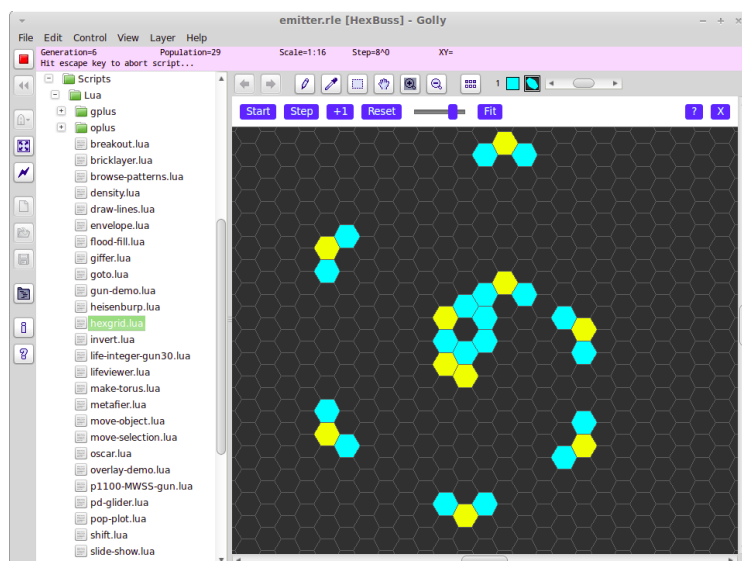 emitter.rle [HexBuss] - Golly
File Edit Control View Layer Help
Generation=6 Population=29 Scale=1:16 Step=8^0 XY=
Hit escape key to abort script...
Scripts
Lua
gplus
oplus
breakout.lua
bricklayer.lua
browse-patterns.lua
density.lua
draw-lines.lua
envelope.lua
flood-fill.lua
giffer.lua
goto.lua
gun-demo.lua
heisenburp.lua
hexgrid.lua
invert.lua
life-integer-gun30.lua
lifeviewer.lua
make-torus.lua
metafier.lua
move-object.lua
move-selection.lua
oscar.lua
overlay-demo.lua
p1100-MWSS-gun.lua
pd-glider.lua
pop-plot.lua
shift.lua
slide-show.lua
1
Start Step +1 Reset Fit ? X